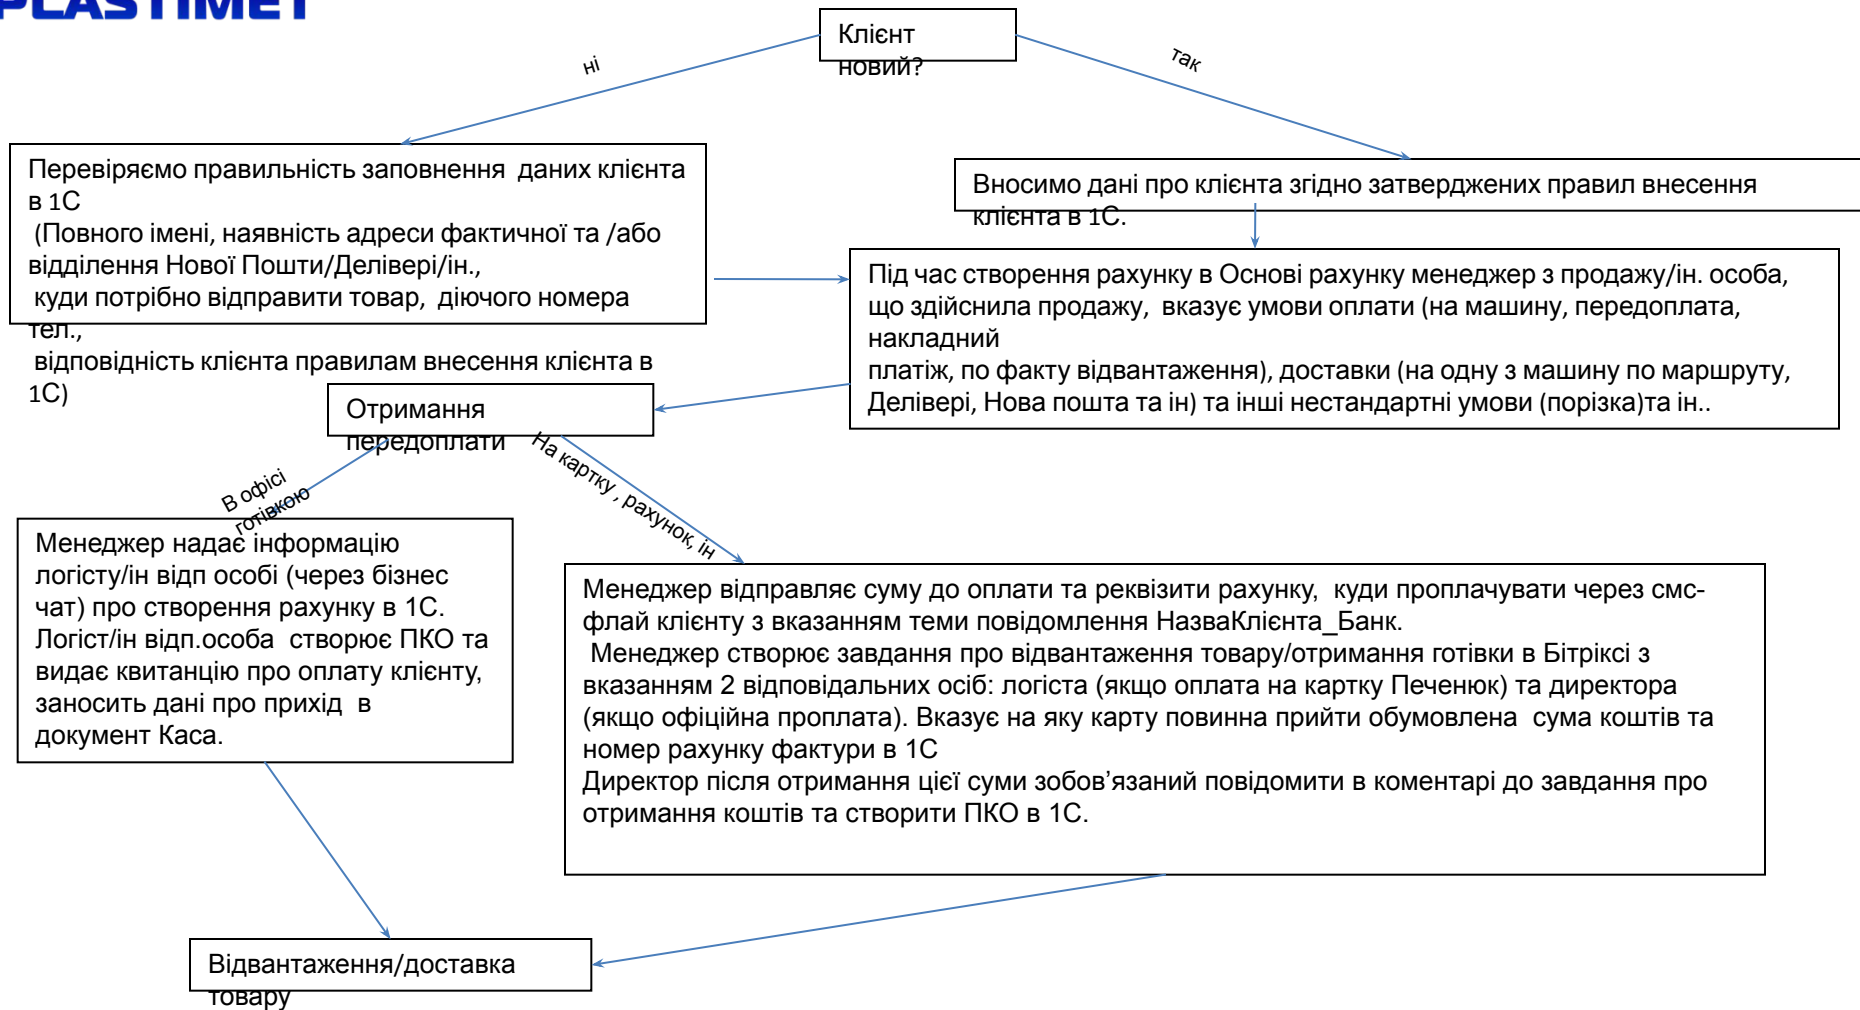 PLASTIMET
Клієнт
новий?
ні
так
Перевіряємо правильність заповнення даних клієнта
в 1С
(Повного імені, наявність адреси фактичної та /або
відділення Нової Пошти/Делівері/ін.,
куди потрібно відправити товар, діючого номера
тел.,
відповідність клієнта правилам внесення клієнта в
1С)
Вносимо дані про клієнта згідно затверджених правил внесення
клієнта в 1С.
Під час створення рахунку в Основі рахунку менеджер з продажу/ін. особа,
що здійснила продажу, вказує умови оплати (на машину, передоплата,
накладний
платіж, по факту відвантаження), доставки (на одну з машину по маршруту,
Делівері, Нова пошта та ін) та інші нестандартні умови (порізка)та ін..
Отримання
передоплати
В офісі
готівкою
На картку , рахунок, ін
Менеджер надає інформацію
логісту/ін відп особі (через бізнес
чат) про створення рахунку в 1С.
Логіст/ін відп.особа створює ПКО та
видає квитанцію про оплату клієнту,
заносить дані про прихід в
документ Каса.
Менеджер відправляє суму до оплати та реквізити рахунку, куди проплачувати через смс-
флай клієнту з вказанням теми повідомлення НазваКлієнта_Банк.
Менеджер створює завдання про відвантаження товару/отримання готівки в Бітріксі з
вказанням 2 відповідальних осіб: логіста (якщо оплата на картку Печенюк) та директора
(якщо офіційна проплата). Вказує на яку карту повинна прийти обумовлена сума коштів та
номер рахунку фактури в 1С
Директор після отримання цієї суми зобов’язаний повідомити в коментарі до завдання про
отримання коштів та створити ПКО в 1С.
Відвантаження/доставка
товару